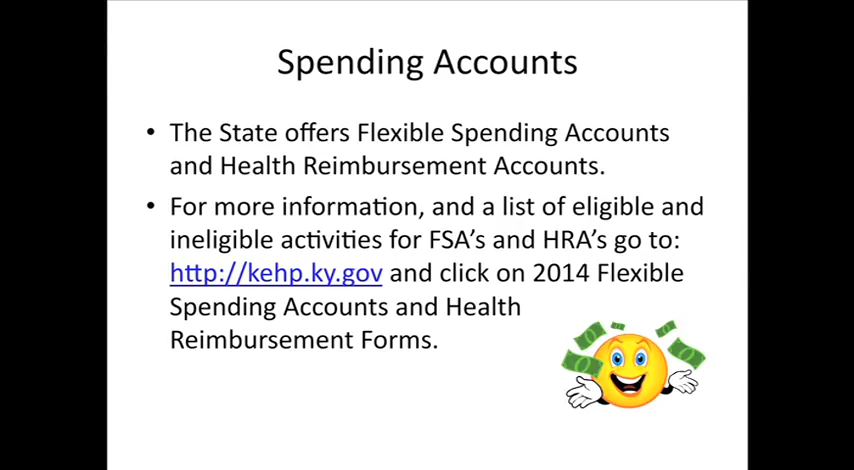 Spending Accounts
• The State offers Flexible Spending Accounts
and Health Reimbursement Accounts.
• For more information, and a list of eligible and
ineligible activities for FSA’s and HRA’s go to:
http://kehp.ky.gov and click on 2014 Flexible
Spending Accounts and Health
Reimbursement Forms.